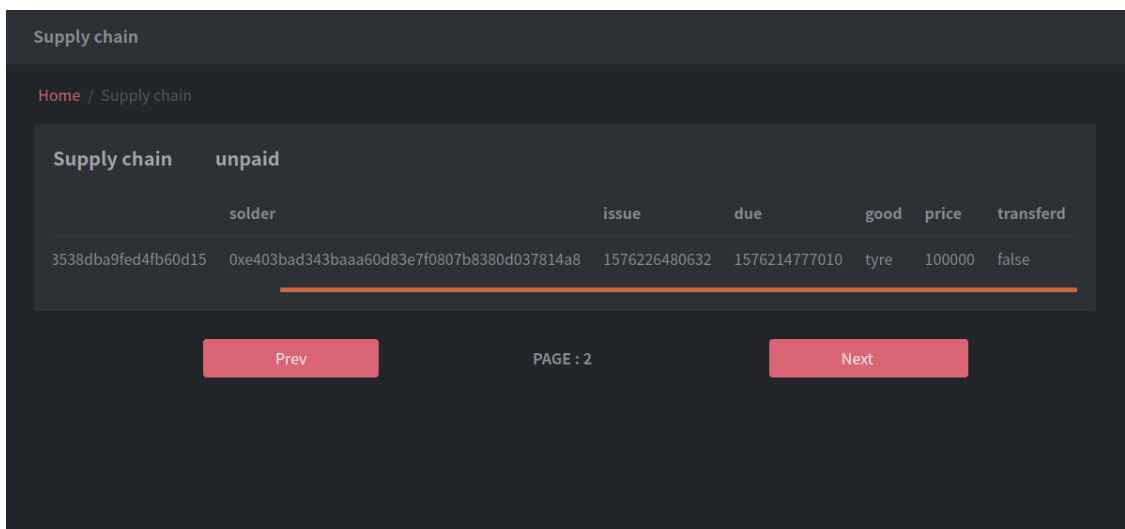 Supply chain
Home / Supply chain
Supply chain unpaid
solder issue due good price transferd
3538dba9fed4fb60d15 0xe403bad343baaa60d83e7f0807b8380d037814a8 1576226480632 1576214777010 tyre 100000 false
Prev PAGE : 2 Next